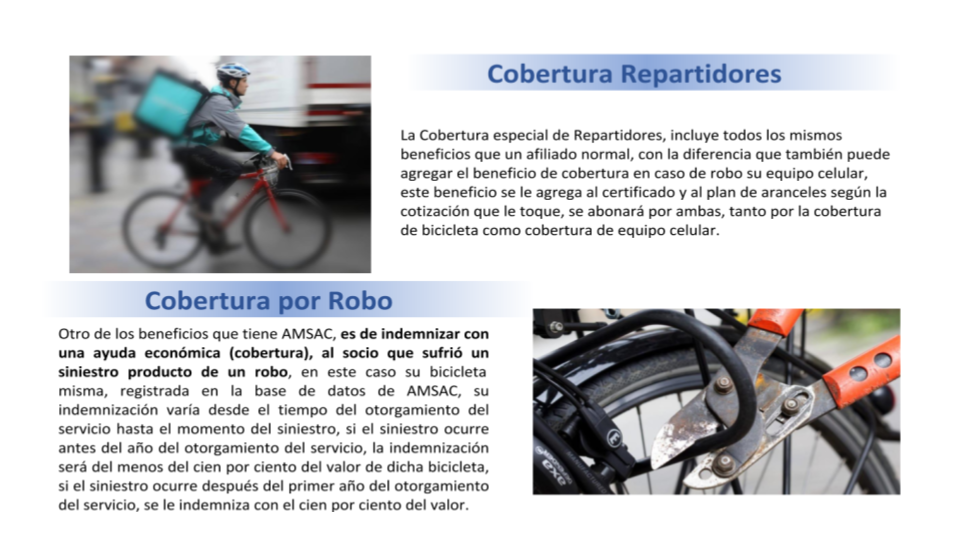 Cobertura Repartidores
La Cobertura especial de Repartidores, incluye todos los mismos
beneficios que un afiliado normal, con la diferencia que también puede
agregar el beneficio de cobertura en caso de robo su equipo celular,
este beneficio se le agrega al certificado y al plan de aranceles según la
cotización que le toque, se abonará por ambas, tanto por la cobertura
de bicicleta como cobertura de equipo celular.
Cobertura por Robo
Otro de los beneficios que tiene AMSAC, es de indemnizar con
una ayuda económica (cobertura), al socio que sufrió un
siniestro producto de un robo, en este caso su bicicleta
misma, registrada en la base de datos de AMSAC, su
indemnización varía desde el tiempo del otorgamiento del
servicio hasta el momento del siniestro, si el siniestro ocurre
antes del año del otorgamiento del servicio, la indemnización
será del menos del cien por ciento del valor de dicha bicicleta,
si el siniestro ocurre después del primer año del otorgamiento
del servicio, se le indemniza con el cien por ciento del valor.